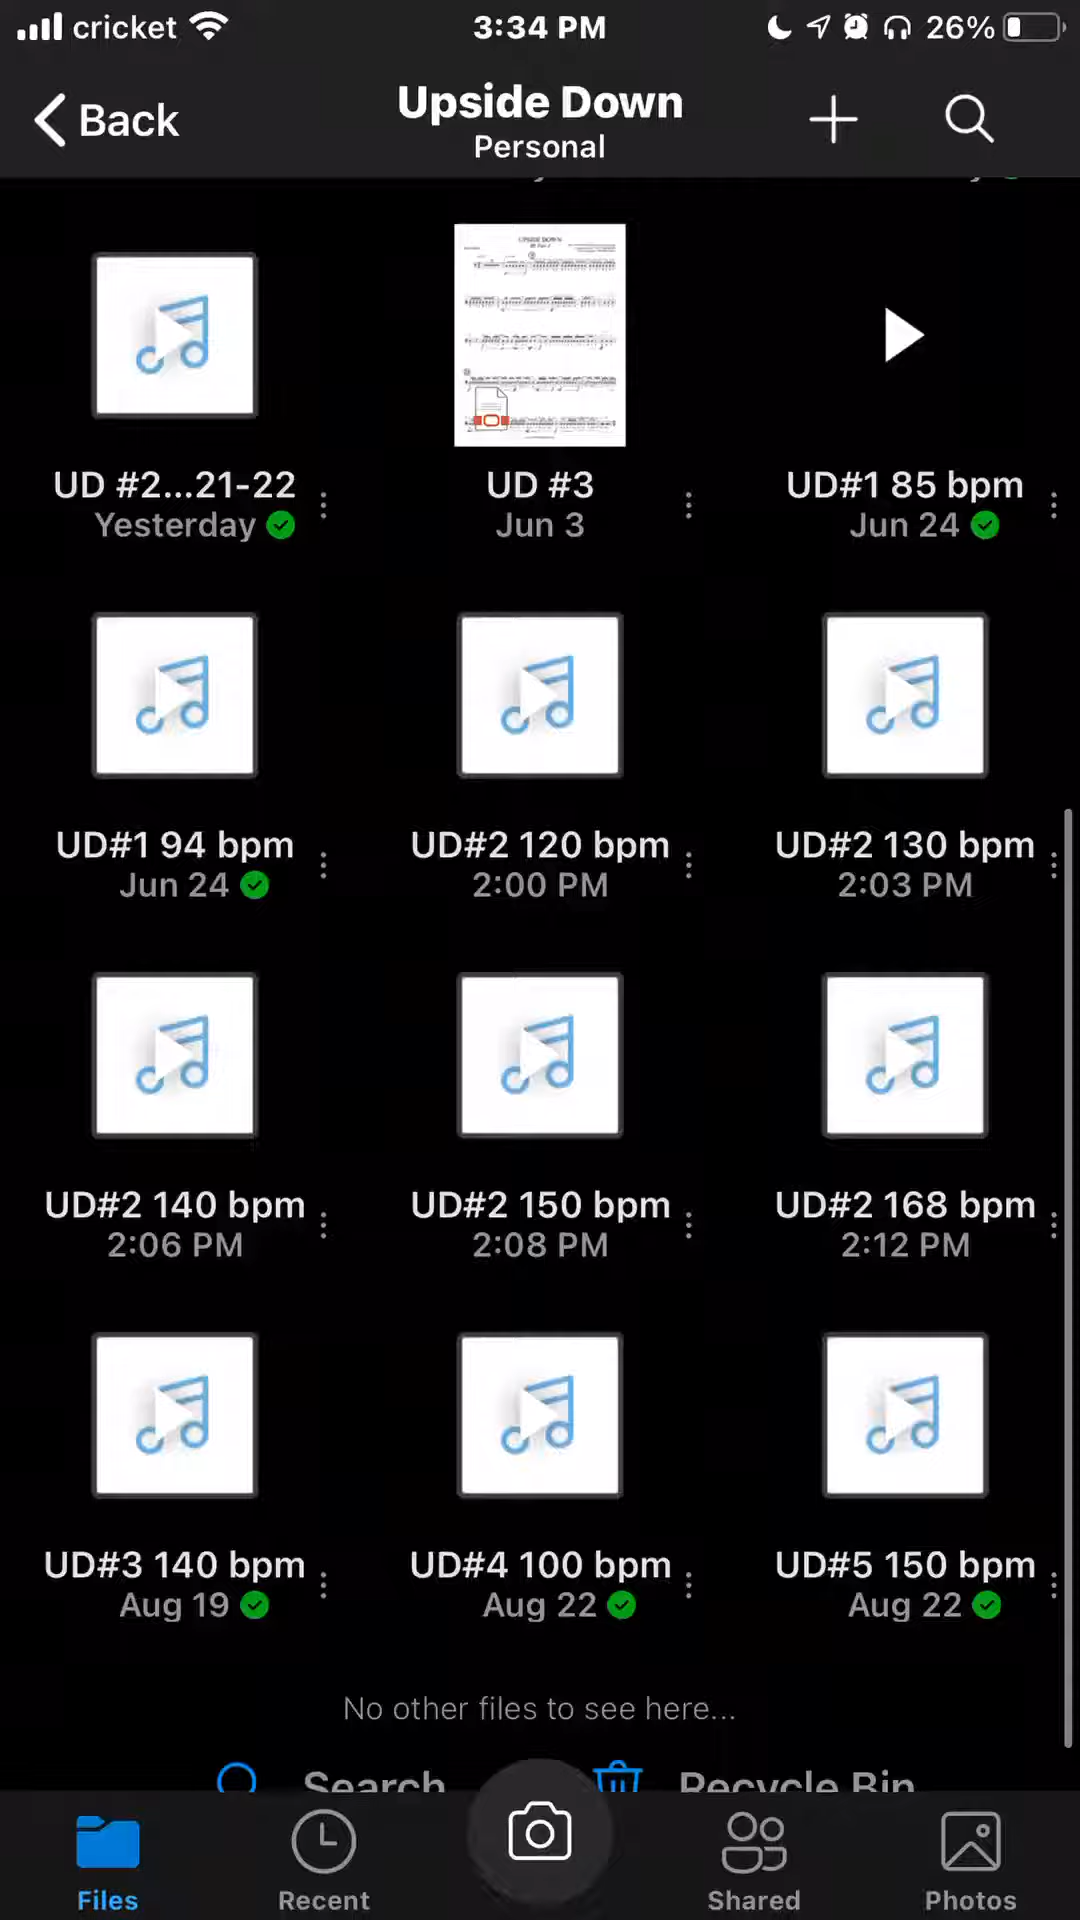 cricket 3:34 PM 26%
Back Upside Down
Personal
UPSIDE DOWN
UD #2...21-22 UD #3 UD#1 85 bpm
Yesterday Jun 3 Jun 24
UD#1 94 bpm UD#2 120 bpm UD#2 130 bpm
Jun 24 2:00 PM 2:03 PM
UD#2 140 bpm UD#2 150 bpm UD#2 168 bpm
2:06 PM 2:08 PM 2:12 PM
UD#3 140 bpm UD#4 100 bpm UD#5 150 bpm
Aug 19 Aug 22 Aug 22
No other files to see here...
Search Recycle Bin
Files Recent Shared Photos